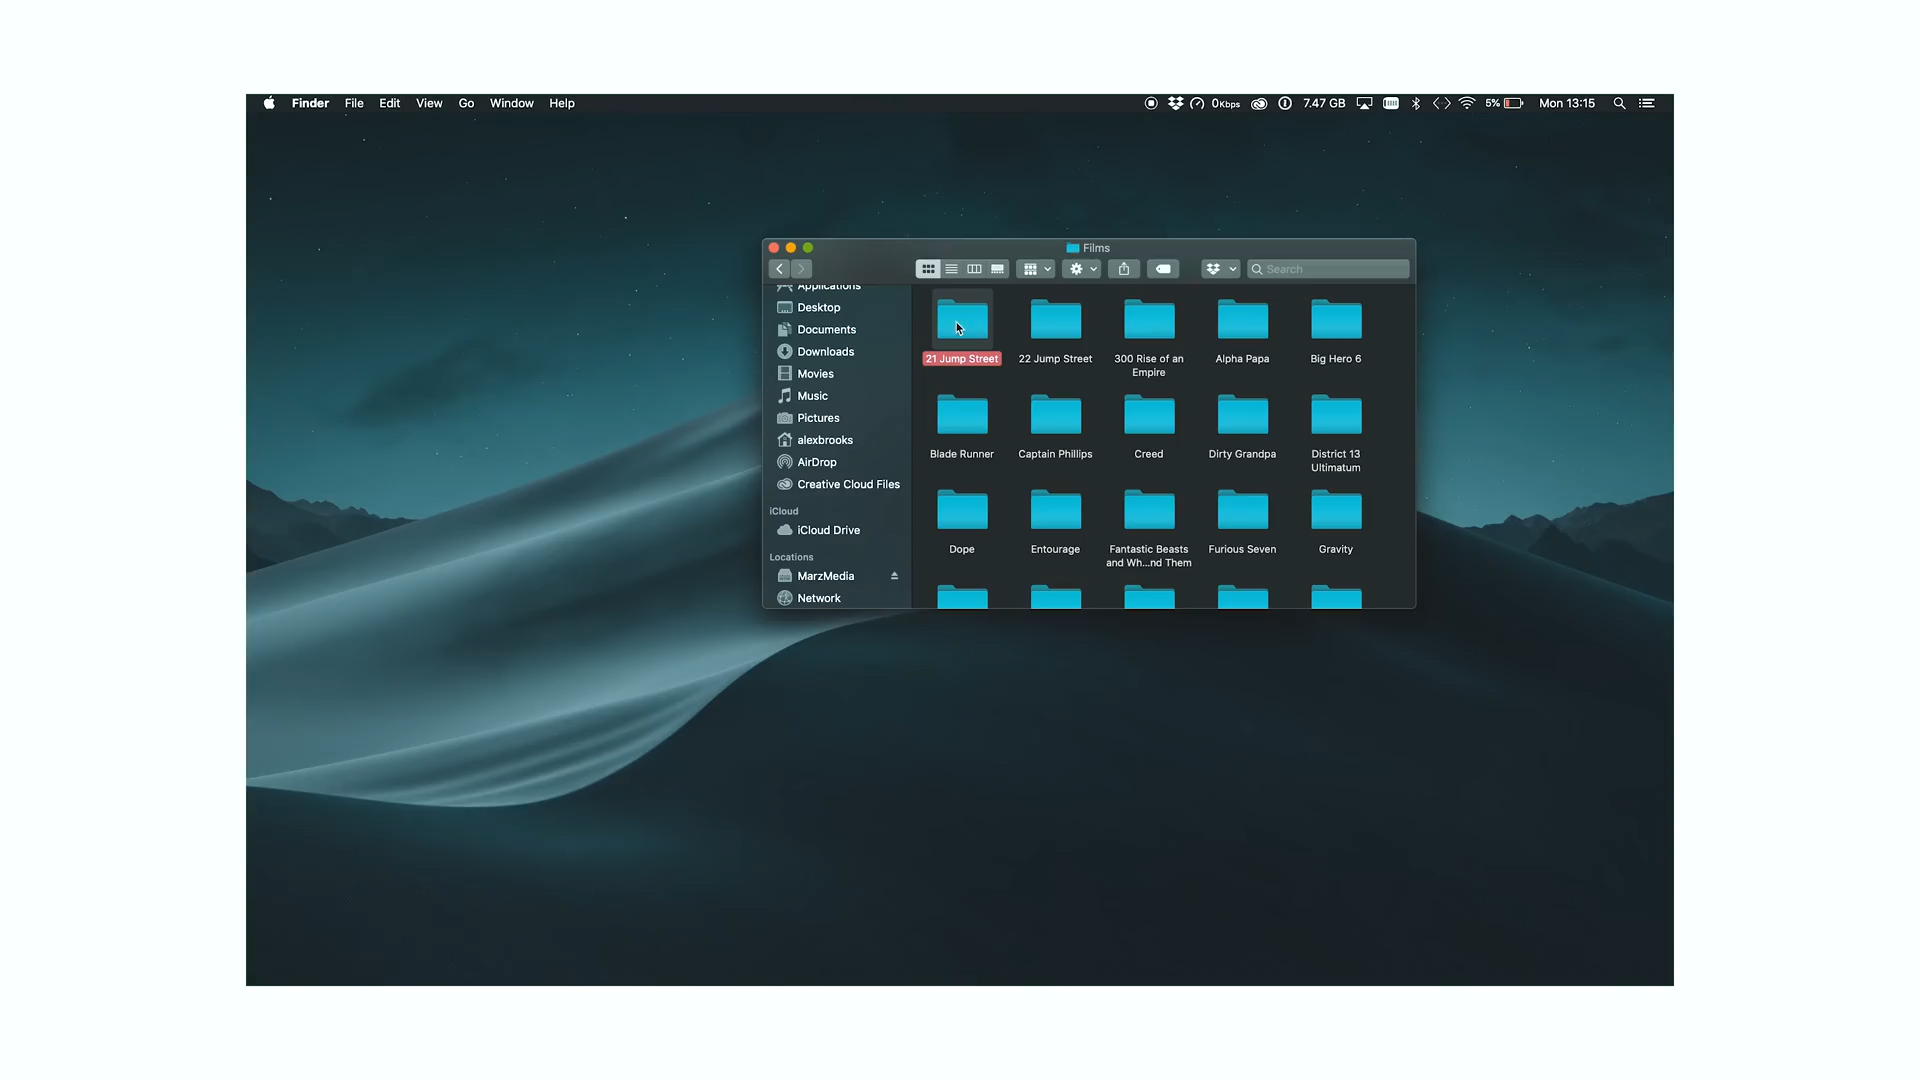 Finder File Edit View Go Window Help 0Kbps 7.47 GB 5% Mon 13:15
Films
Search
Applications
Desktop
Documents
Downloads
Movies
Music
Pictures
alexbrooks
AirDrop
Creative Cloud Files
iCloud
iCloud Drive
Locations
MarzMedia
Network
21 Jump Street
22 Jump Street
300 Rise of an
Empire
Alpha Papa
Big Hero 6
Blade Runner
Captain Phillips
Creed
Dirty Grandpa
District 13
Ultimatum
Dope
Entourage
Fantastic Beasts
and Wh...nd Them
Furious Seven
Gravity